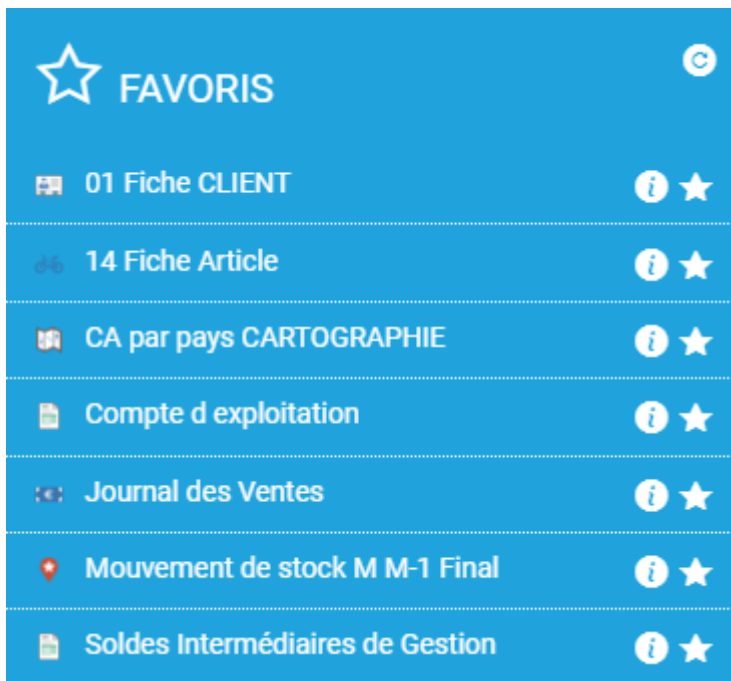 FAVORIS
01 Fiche CLIENT
14 Fiche Article
CA par pays CARTOGRAPHIE
Compte d exploitation
Journal des Ventes
Mouvement de stock M M-1 Final
Soldes Intermédiaires de Gestion